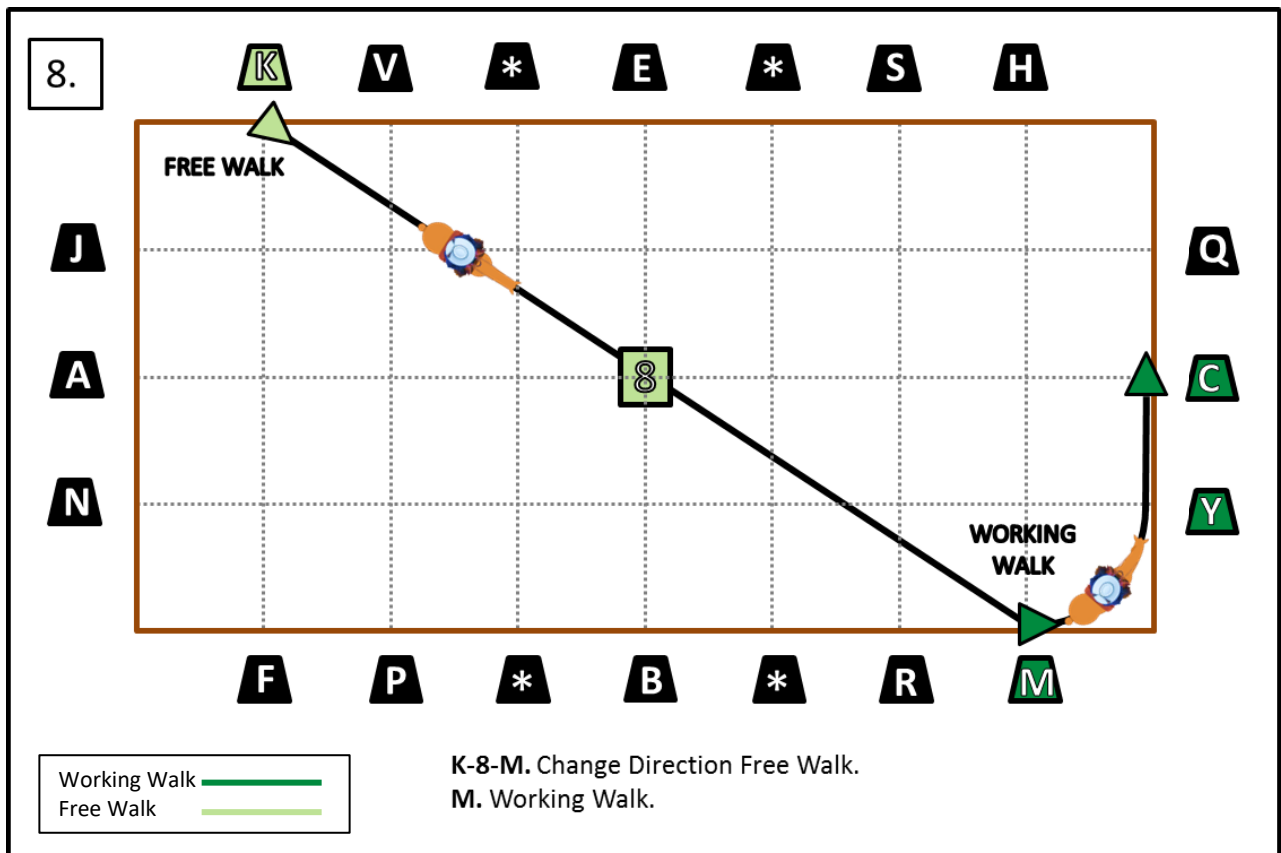 8.
K V * E * S H
FREE WALK
J Q
A 8 C
N Y
WORKING
WALK
F P * B * R M
Working Walk
Free Walk
K-8-M. Change Direction Free Walk.
M. Working Walk.